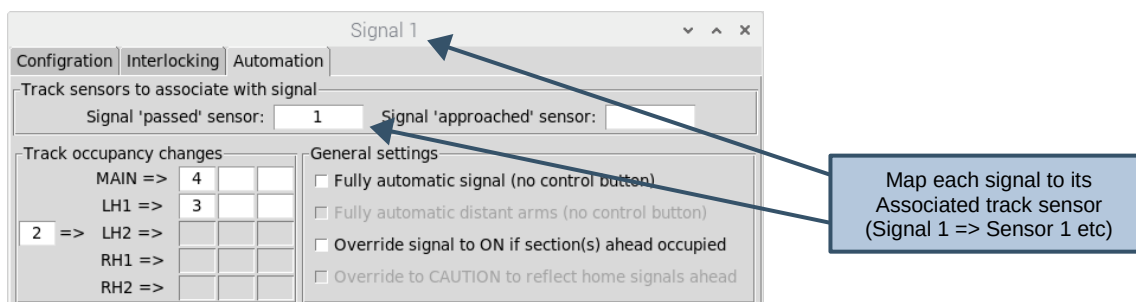 Signal 1
Configration Interlocking Automation
Track sensors to associate with signal
Signal 'passed' sensor: 1 Signal 'approached' sensor:
Track occupancy changes
MAIN => 4
LH1 => 3
2 => LH2 =>
RH1 =>
RH2 =>
General settings
Fully automatic signal (no control button)
Fully automatic distant arms (no control button)
Override signal to ON if section(s) ahead occupied
Override to CAUTION to reflect home signals ahead
Map each signal to its
Associated track sensor
(Signal 1 => Sensor 1 etc)